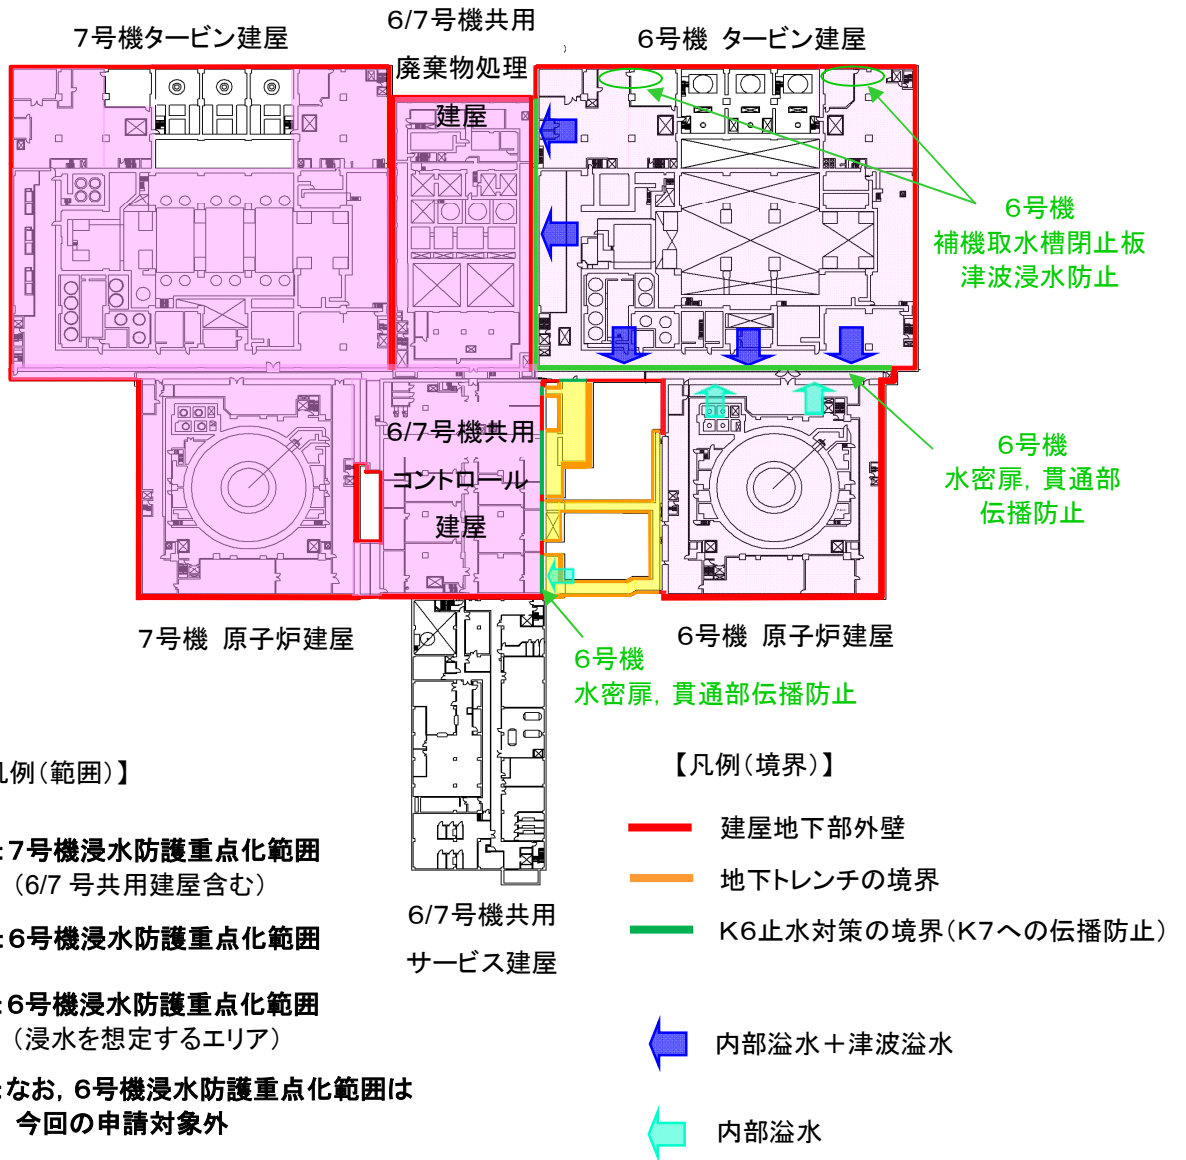 7号機タービン建屋
6/7号機共用
廃棄物処理
建屋
6号機 タービン建屋
6号機
補機取水槽閉止板
津波浸水防止
6/7号機共用
コントロール
建屋
6号機
水密扉, 貫通部
伝播防止
7号機 原子炉建屋
6号機 原子炉建屋
6号機
水密扉, 貫通部伝播防止
凡例(範囲)】
:7号機浸水防護重点化範囲
(6/7 号共用建屋含む)
:6号機浸水防護重点化範囲
:6号機浸水防護重点化範囲
(浸水を想定するエリア)
:なお, 6号機浸水防護重点化範囲は
今回の申請対象外
6/7号機共用
サービス建屋
【凡例(境界)】
建屋地下部外壁
地下トレンチの境界
K6止水対策の境界(K7への伝播防止)
内部溢水+津波溢水
内部溢水